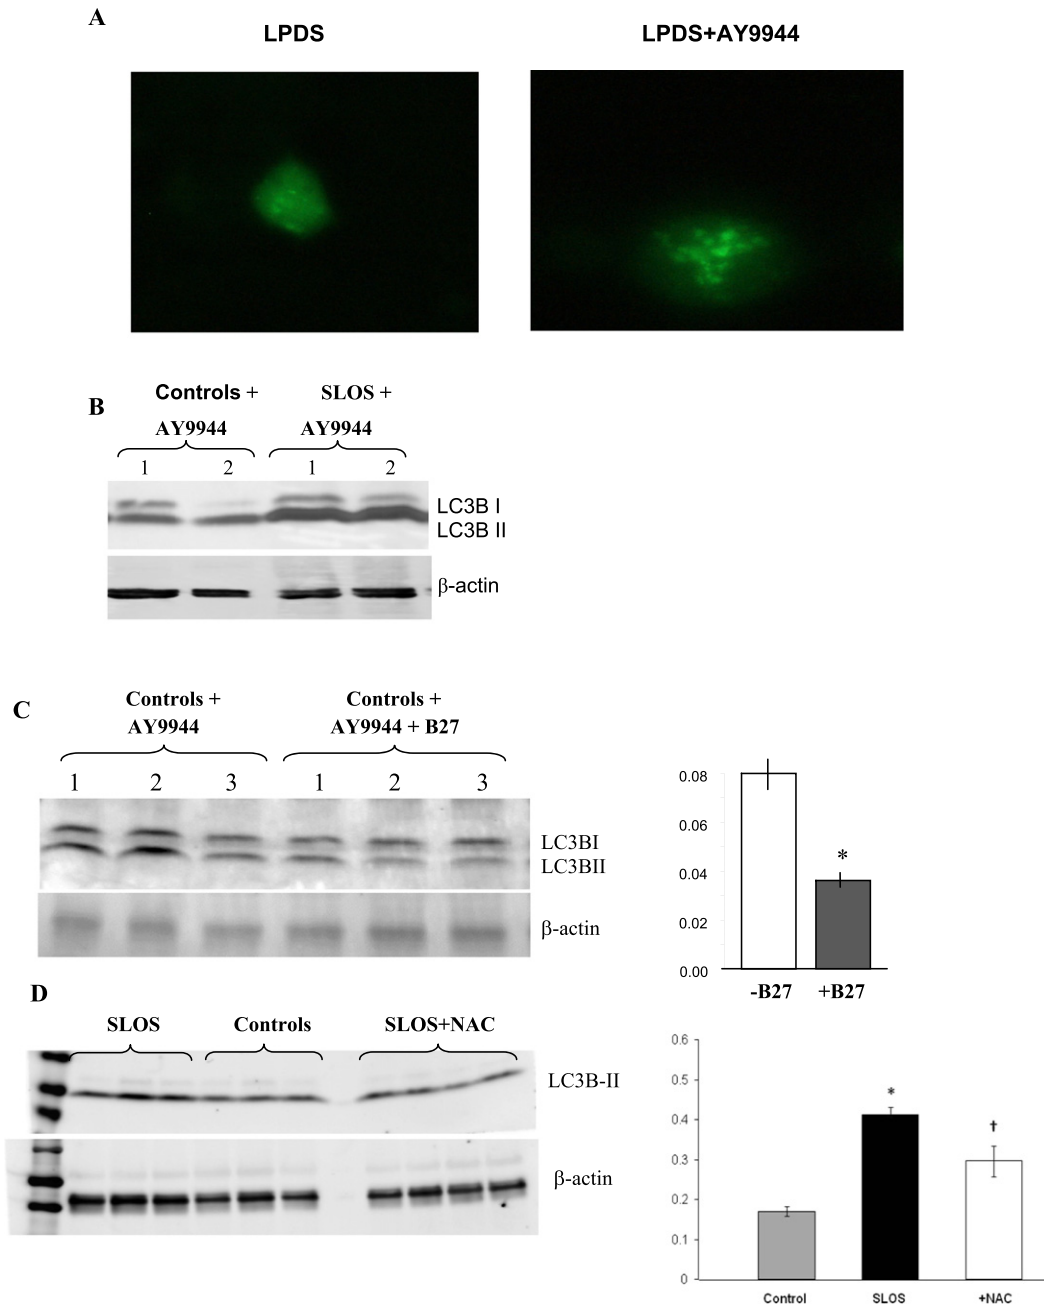 A
LPDS
LPDS+AY9944
B
Controls +
AY9944
SLOS +
AY9944
1 2 1 2
LC3B I
LC3B II
β-actin
C
Controls +
AY9944
Controls +
AY9944 + B27
1 2 3 1 2 3
LC3BI
LC3BII
β-actin
0.08
0.06
0.04
0.02
0.00
*
-B27 +B27
D
SLOS Controls SLOS+NAC
LC3B-II
β-actin
0.6
0.5
0.4
0.3
0.2
0.1
0
*
†
Control SLOS +NAC